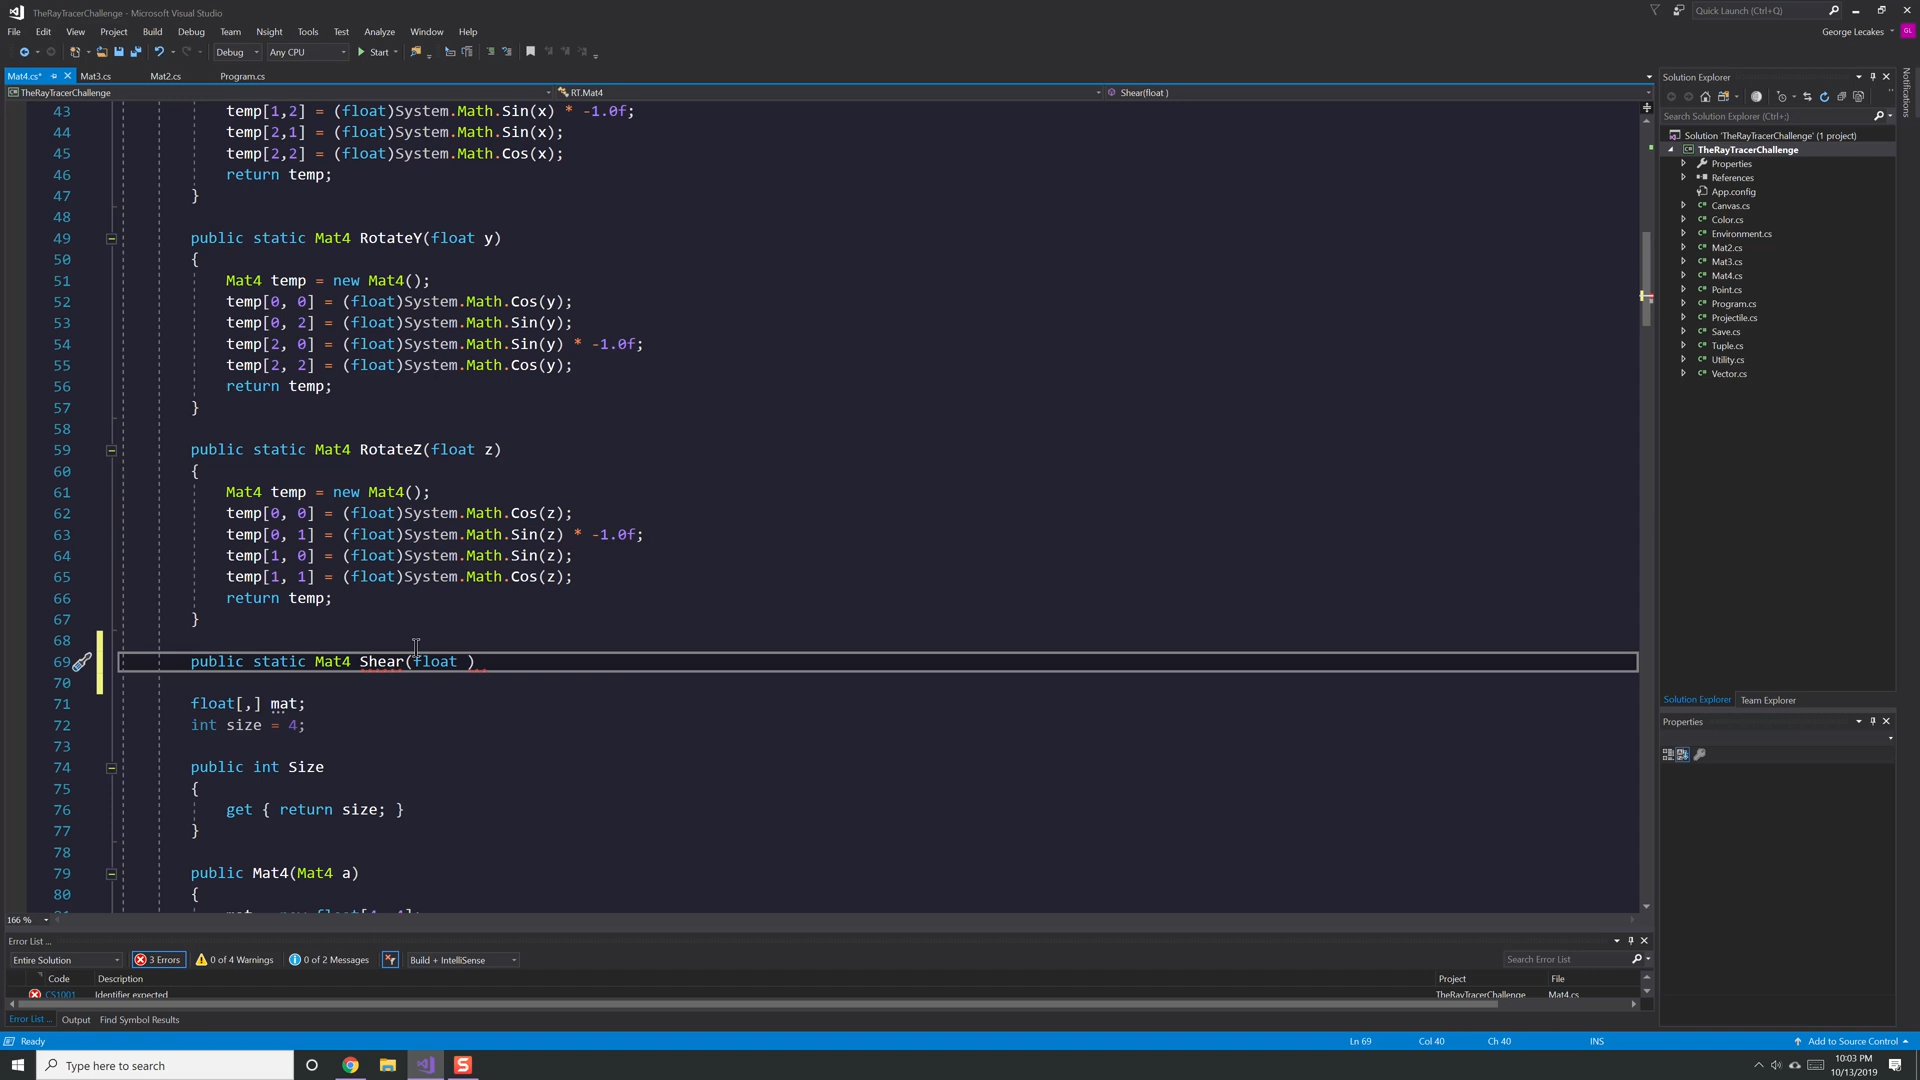 TheRayTracerChallenge - Microsoft Visual Studio
Quick Launch (Ctrl+Q)
File Edit View Project Build Debug Team Nsight Tools Test Analyze Window Help
George Lecakes GL
Debug Any CPU Start
Mat4.cs* Mat3.cs Mat2.cs Program.cs
TheRayTracerChallenge RT.Mat4 Shear(float )
43 temp[1,2] = (float)System.Math.Sin(x) * -1.0f;
44 temp[2,1] = (float)System.Math.Sin(x);
45 temp[2,2] = (float)System.Math.Cos(x);
46 return temp;
47 }
48
49 public static Mat4 RotateY(float y)
50 {
51 Mat4 temp = new Mat4();
52 temp[0, 0] = (float)System.Math.Cos(y);
53 temp[0, 2] = (float)System.Math.Sin(y);
54 temp[2, 0] = (float)System.Math.Sin(y) * -1.0f;
55 temp[2, 2] = (float)System.Math.Cos(y);
56 return temp;
57 }
58
59 public static Mat4 RotateZ(float z)
60 {
61 Mat4 temp = new Mat4();
62 temp[0, 0] = (float)System.Math.Cos(z);
63 temp[0, 1] = (float)System.Math.Sin(z) * -1.0f;
64 temp[1, 0] = (float)System.Math.Sin(z);
65 temp[1, 1] = (float)System.Math.Cos(z);
66 return temp;
67 }
68
69 public static Mat4 Shear(float )
70
71 float[,] mat;
72 int size = 4;
73
74 public int Size
75 {
76 get { return size; }
77 }
78
79 public Mat4(Mat4 a)
80 {
166 %
Solution Explorer
Search Solution Explorer (Ctrl+;)
Solution 'TheRayTracerChallenge' (1 project)
TheRayTracerChallenge
Properties
References
App.config
Canvas.cs
Color.cs
Environment.cs
Mat2.cs
Mat3.cs
Mat4.cs
Point.cs
Program.cs
Projectile.cs
Save.cs
Tuple.cs
Utility.cs
Vector.cs
Solution Explorer Team Explorer
Properties
Notifications
Error List ...
Entire Solution 3 Errors 0 of 4 Warnings 0 of 2 Messages Build + IntelliSense Search Error List
Code Description Project File
CS1001 Identifier expected TheRayTracerChallenge Mat4.cs
Error List ... Output Find Symbol Results
Ready Ln 69 Col 40 Ch 40 INS Add to Source Control
Type here to search
10:03 PM
10/13/2019